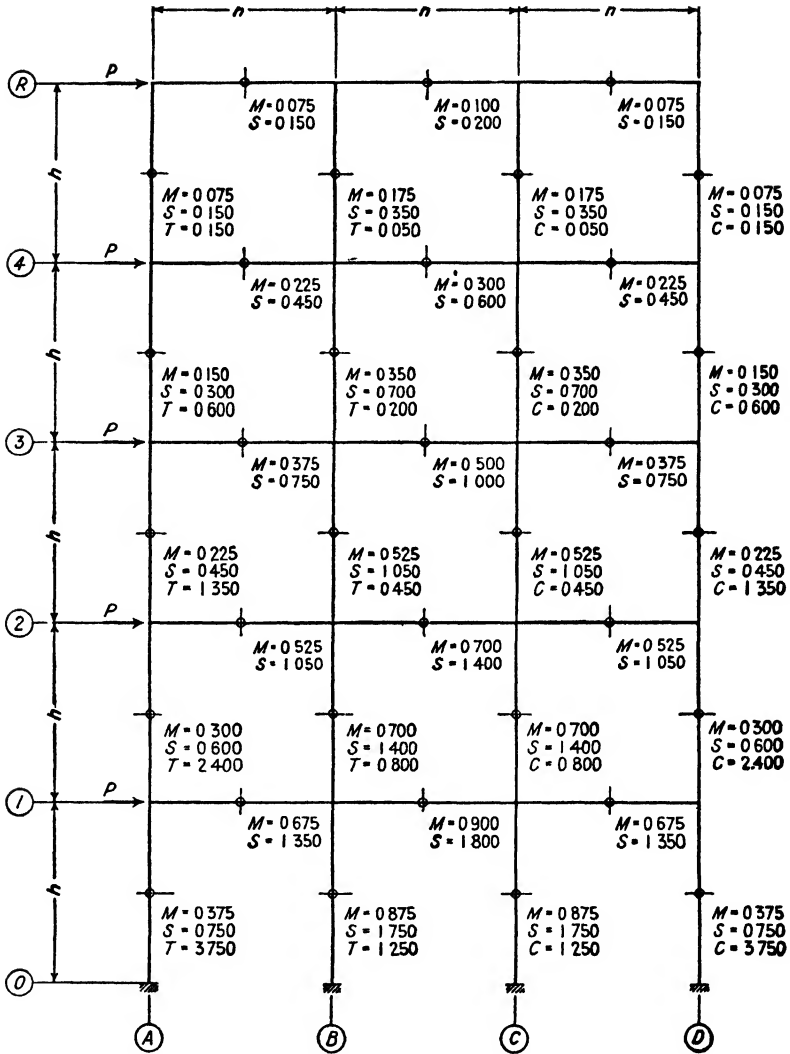 n n n
R P
M = 0.075 M = 0.100 M = 0.075
S = 0.150 S = 0.200 S = 0.150
h
M = 0.075 M = 0.175 M = 0.175 M = 0.075
S = 0.150 S = 0.350 S = 0.350 S = 0.150
T = 0.150 T = 0.050 C = 0.050 C = 0.150
4 P
M = 0.225 M = 0.300 M = 0.225
S = 0.450 S = 0.600 S = 0.450
h
M = 0.150 M = 0.350 M = 0.350 M = 0.150
S = 0.300 S = 0.700 S = 0.700 S = 0.300
T = 0.600 T = 0.200 C = 0.200 C = 0.600
3 P
M = 0.375 M = 0.500 M = 0.375
S = 0.750 S = 1.000 S = 0.750
h
M = 0.225 M = 0.525 M = 0.525 M = 0.225
S = 0.450 S = 1.050 S = 1.050 S = 0.450
T = 1.350 T = 0.450 C = 0.450 C = 1.350
2 P
M = 0.525 M = 0.700 M = 0.525
S = 1.050 S = 1.400 S = 1.050
h
M = 0.300 M = 0.700 M = 0.700 M = 0.300
S = 0.600 S = 1.400 S = 1.400 S = 0.600
T = 2.400 T = 0.800 C = 0.800 C = 2.400
1 P
M = 0.675 M = 0.900 M = 0.675
S = 1.350 S = 1.800 S = 1.350
h
M = 0.375 M = 0.875 M = 0.875 M = 0.375
S = 0.750 S = 1.750 S = 1.750 S = 0.750
T = 3.750 T = 1.250 C = 1.250 C = 3.750
0
A B C D